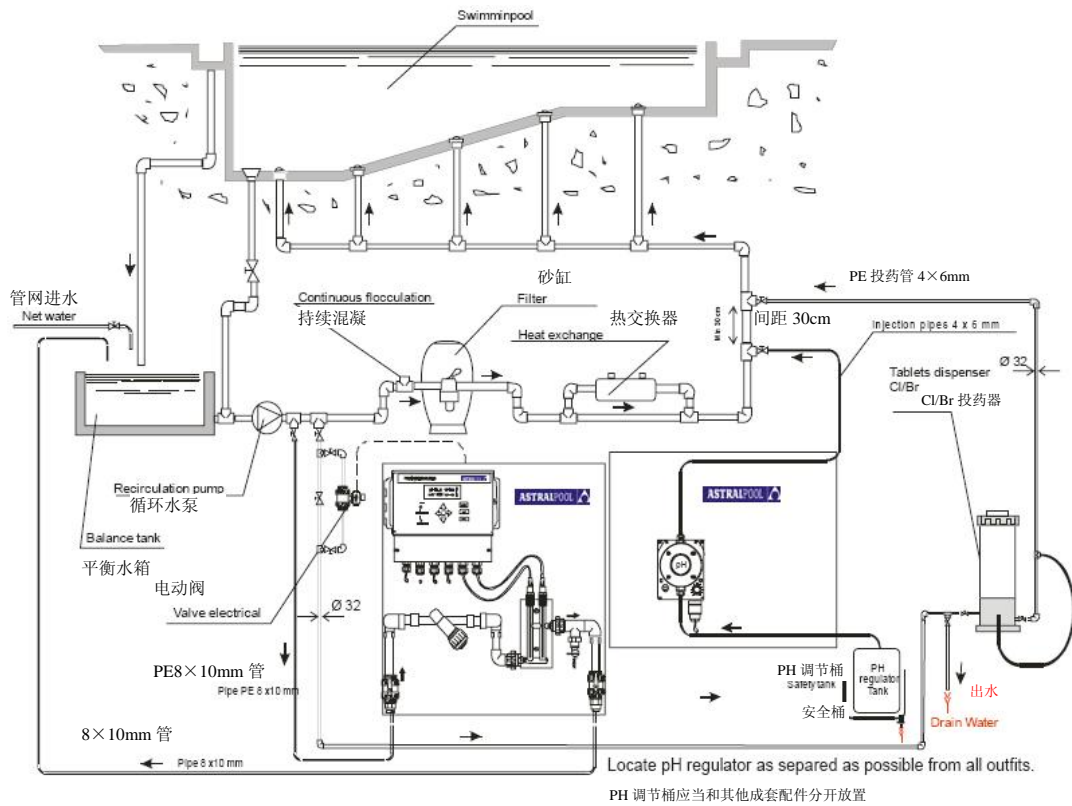 Swimminpool
管网进水
Net water
Continuous flocculation
持续混凝
砂缸
Filter
热交换器
Heat exchange
Min 30cm
间距 30cm
PE 投药管 4×6mm
Injection pipes 4 x 6 mm
Ø 32
Tablets dispenser
Cl/Br
Cl/Br 投药器
Recirculation pump
循环水泵
Balance tank
平衡水箱
电动阀
Valve electrical
Ø 32
ASTRALPOOL
ASTRALPOOL
pH
PE8×10mm 管
Pipe PE 8 x10 mm
8×10mm 管
Pipe 8 x10 mm
PH 调节桶
Safety tank
安全桶
PH
regulator
Tank
出水
Drain Water
Locate pH regulator as separed as possible from all outfits.
PH 调节桶应当和其他成套配件分开放置